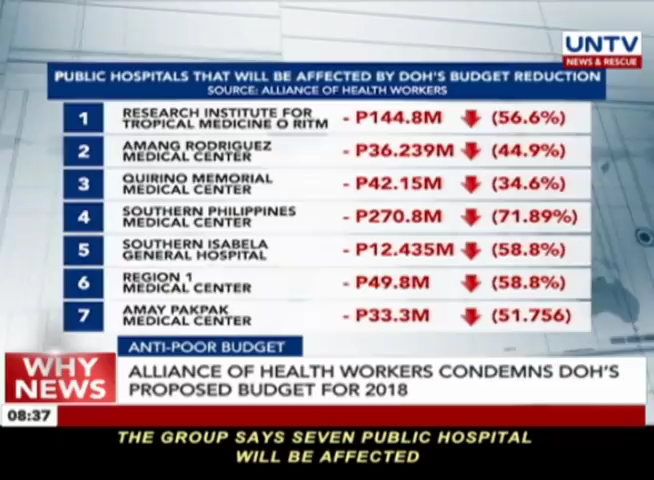 UNTV
NEWS & RESCUE
PUBLIC HOSPITALS THAT WILL BE AFFECTED BY DOH'S BUDGET REDUCTION
SOURCE: ALLIANCE OF HEALTH WORKERS
1 RESEARCH INSTITUTE FOR
TROPICAL MEDICINE O RITM - P144.8M (56.6%)
2 AMANG RODRIGUEZ
MEDICAL CENTER - P36.239M (44.9%)
3 QUIRINO MEMORIAL
MEDICAL CENTER - P42.15M (34.6%)
4 SOUTHERN PHILIPPINES
MEDICAL CENTER - P270.8M (71.89%)
5 SOUTHERN ISABELA
GENERAL HOSPITAL - P12.435M (58.8%)
6 REGION 1
MEDICAL CENTER - P49.8M (58.8%)
7 AMAY PAKPAK
MEDICAL CENTER - P33.3M (51.756)
ANTI-POOR BUDGET
WHY
NEWS
ALLIANCE OF HEALTH WORKERS CONDEMNS DOH'S
PROPOSED BUDGET FOR 2018
08:37
THE GROUP SAYS SEVEN PUBLIC HOSPITAL
WILL BE AFFECTED